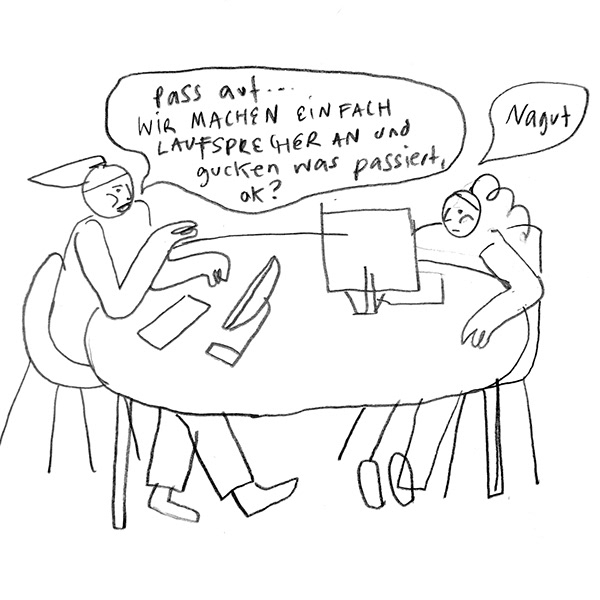 pass auf...
WIR MACHEN EINFACH
LAUFSPRECHER AN und
gucken was passiert,
ok?
Nagut